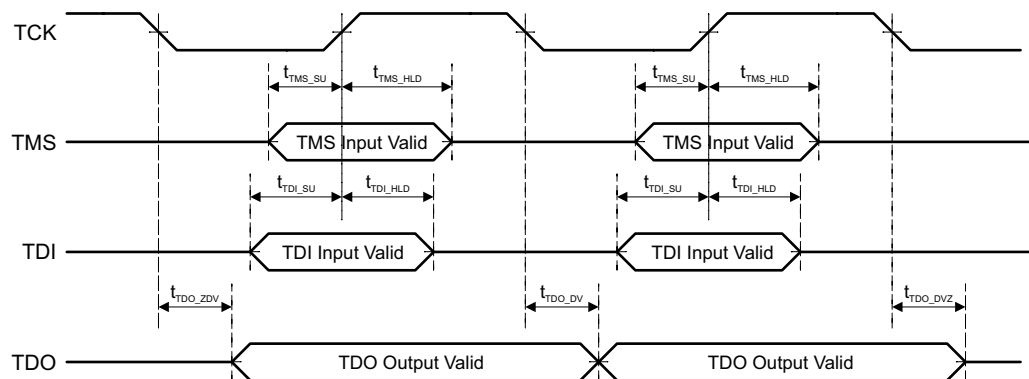 TCK
tTMS_SU tTMS_HLD tTMS_SU tTMS_HLD
TMS TMS Input Valid TMS Input Valid
tTDI_SU tTDI_HLD tTDI_SU tTDI_HLD
TDI TDI Input Valid TDI Input Valid
tTDO_ZDV tTDO_DV tTDO_DVZ
TDO TDO Output Valid TDO Output Valid